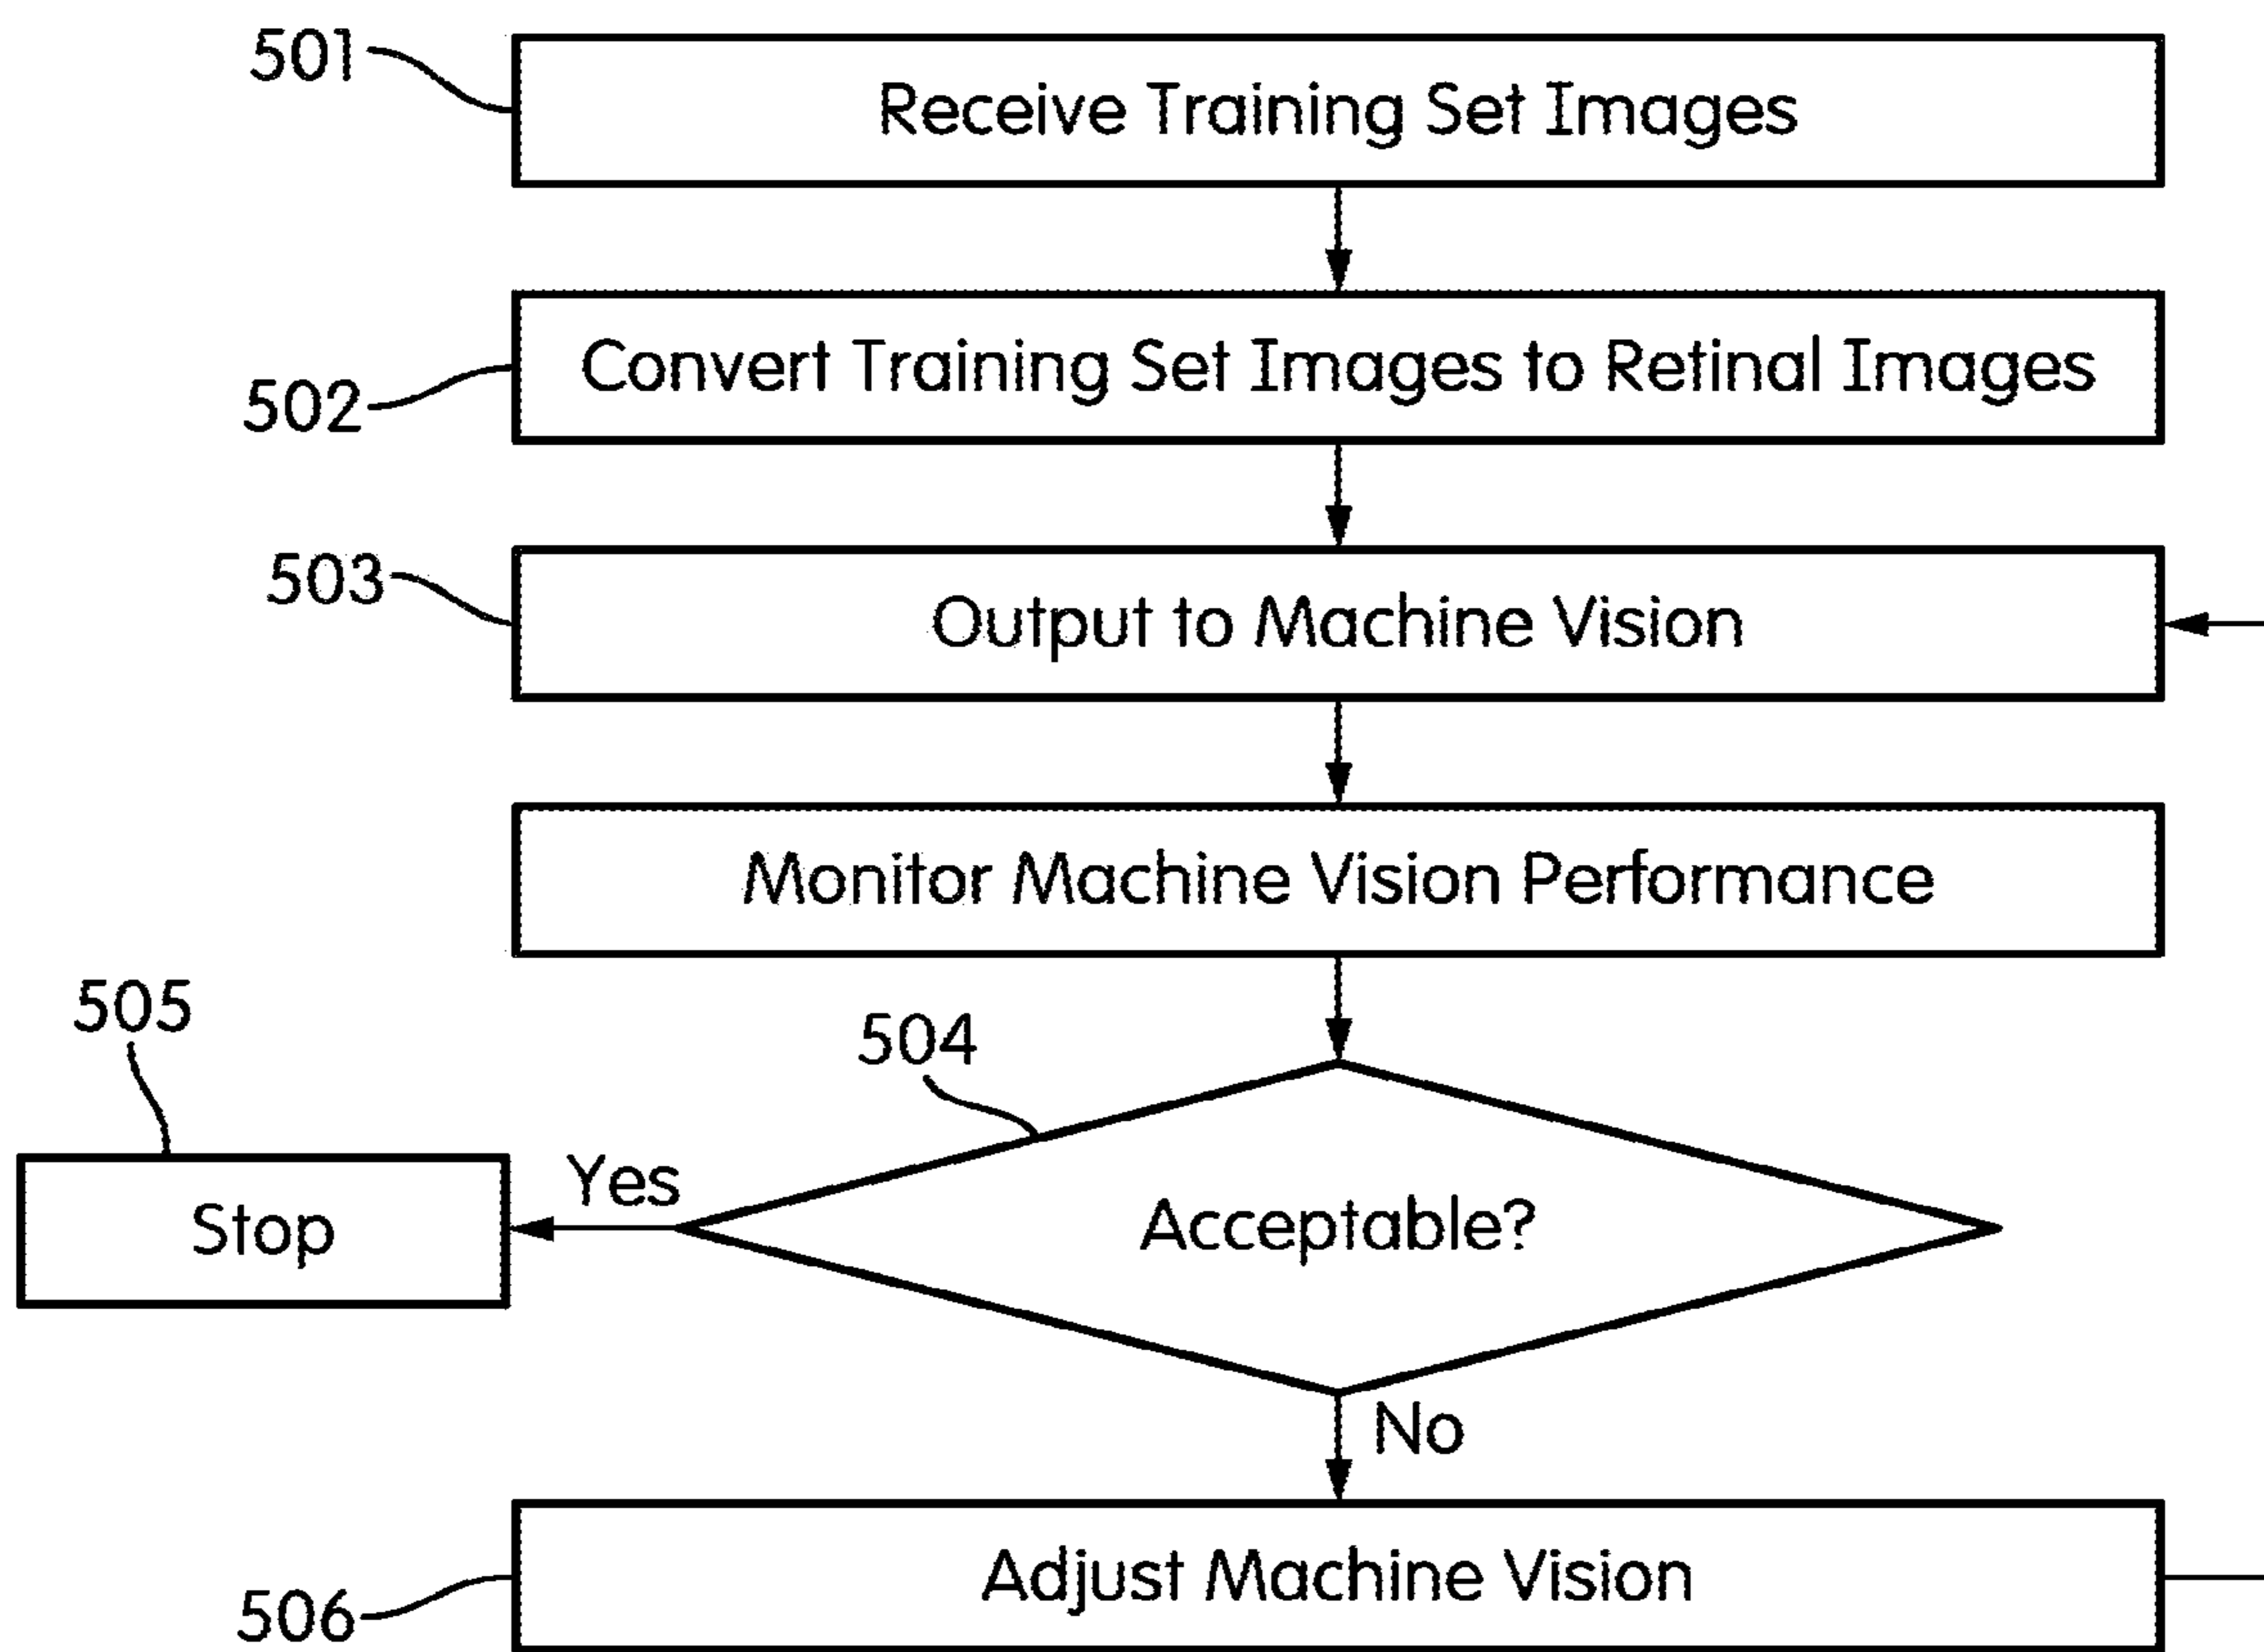 501
Receive Training Set Images
Convert Training Set Images to Retinal Images
502
503
Output to Machine Vision
Monitor Machine Vision Performance
505
504
Yes
Stop
Acceptable?
No
Adjust Machine Vision
506